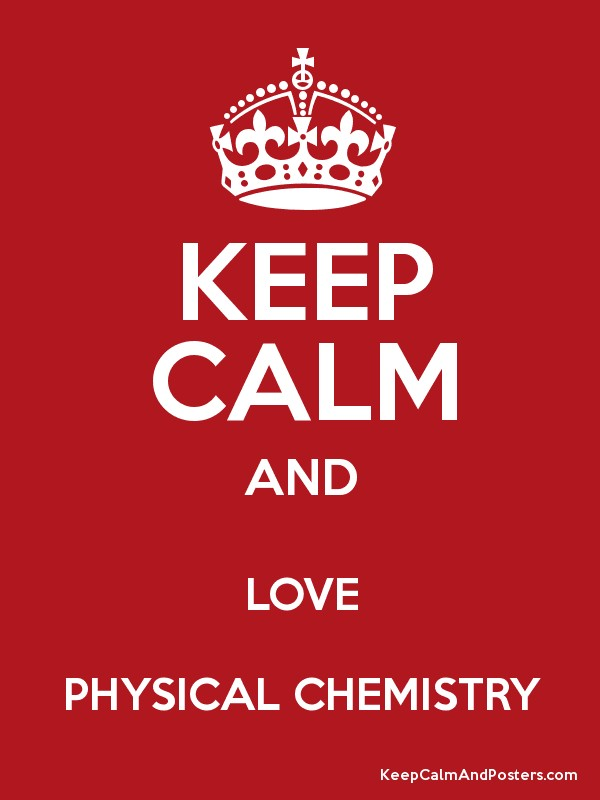 KEEP
CALM
AND
LOVE
PHYSICAL CHEMISTRY
KeepCalmAndPosters.com